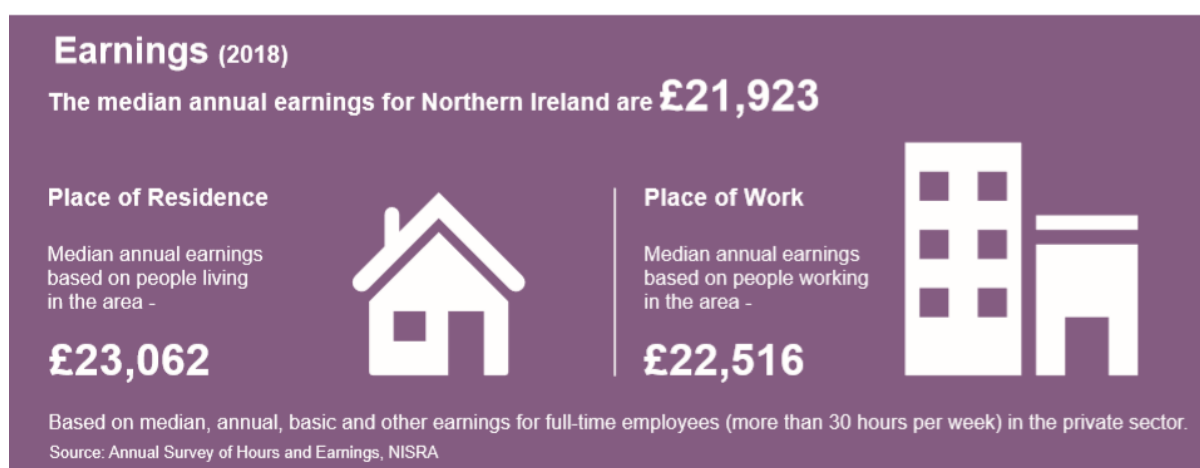 Earnings (2018)
The median annual earnings for Northern Ireland are £21,923
Place of Residence
Median annual earnings
based on people living
in the area -
£23,062
Place of Work
Median annual earnings
based on people working
in the area -
£22,516
Based on median, annual, basic and other earnings for full-time employees (more than 30 hours per week) in the private sector.
Source: Annual Survey of Hours and Earnings, NISRA